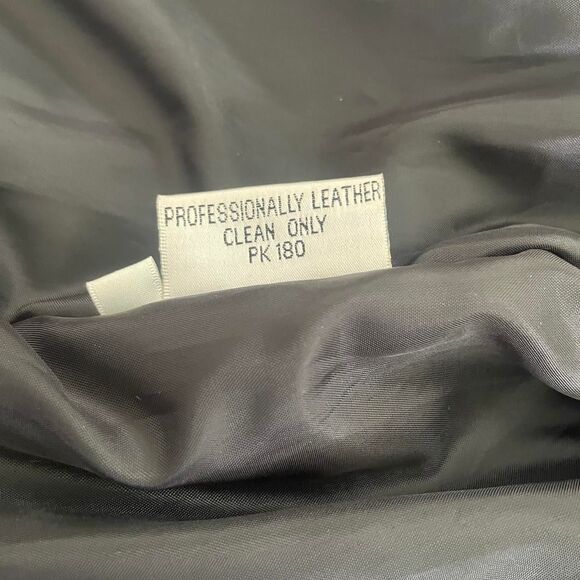 PROFESSIONALLY LEATHER
CLEAN ONLY
PK 180